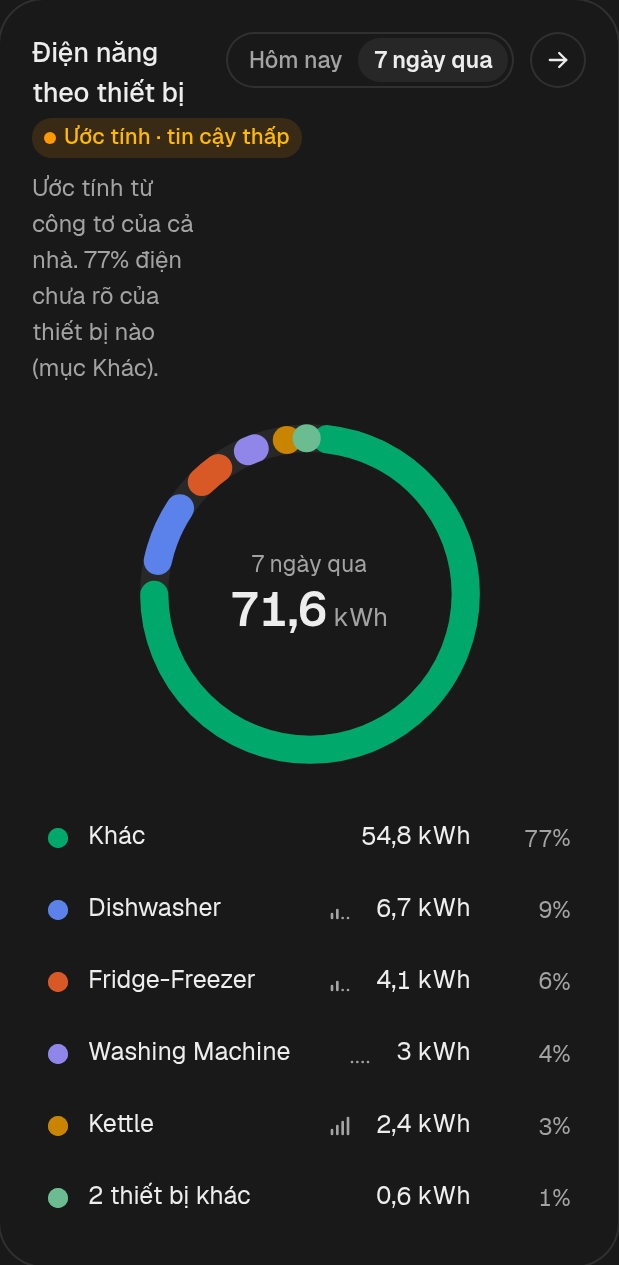 Điện năng
theo thiết bị
Hôm nay
7 ngày qua
Ước tính · tin cậy thấp
Ước tính từ
công tơ của cả
nhà. 77% điện
chưa rõ của
thiết bị nào
(mục Khác).
7 ngày qua
71,6 kWh
Khác 54,8 kWh 77%
Dishwasher 6,7 kWh 9%
Fridge-Freezer 4,1 kWh 6%
Washing Machine 3 kWh 4%
Kettle 2,4 kWh 3%
2 thiết bị khác 0,6 kWh 1%